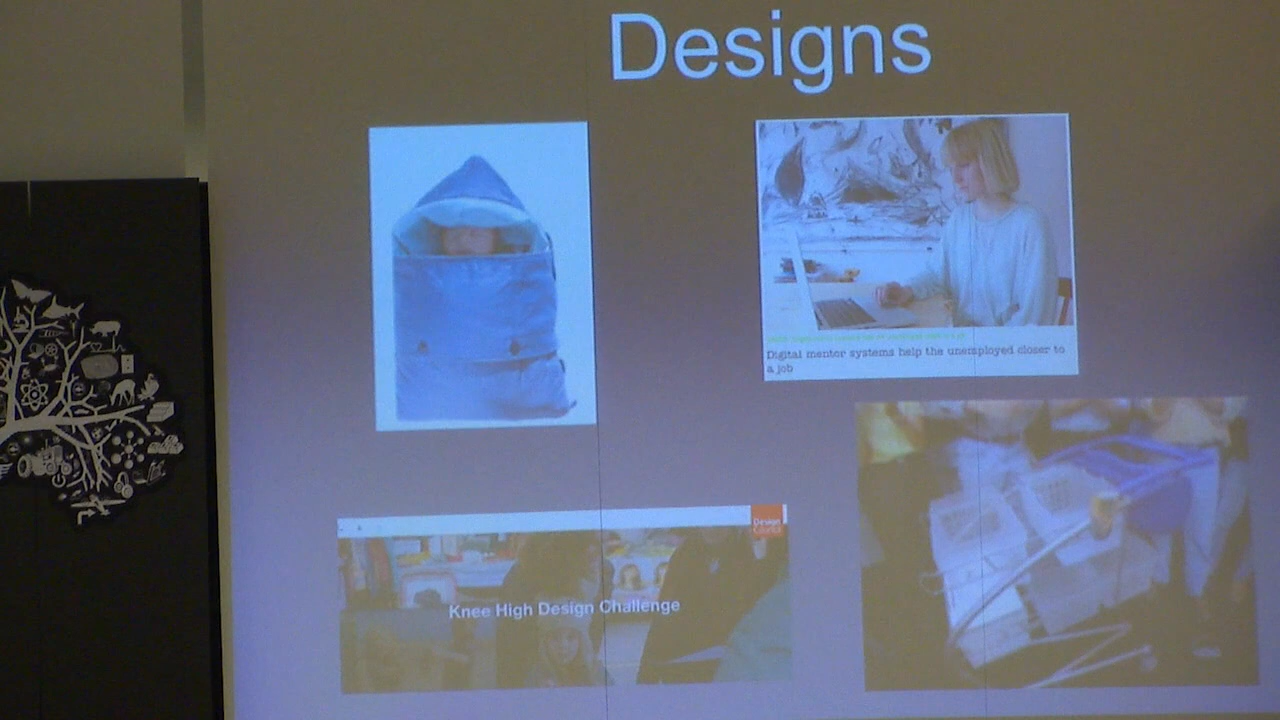 Designs
Digital mentor systems help the unemployed closer to
a job
Design
Council
Knee High Design Challenge